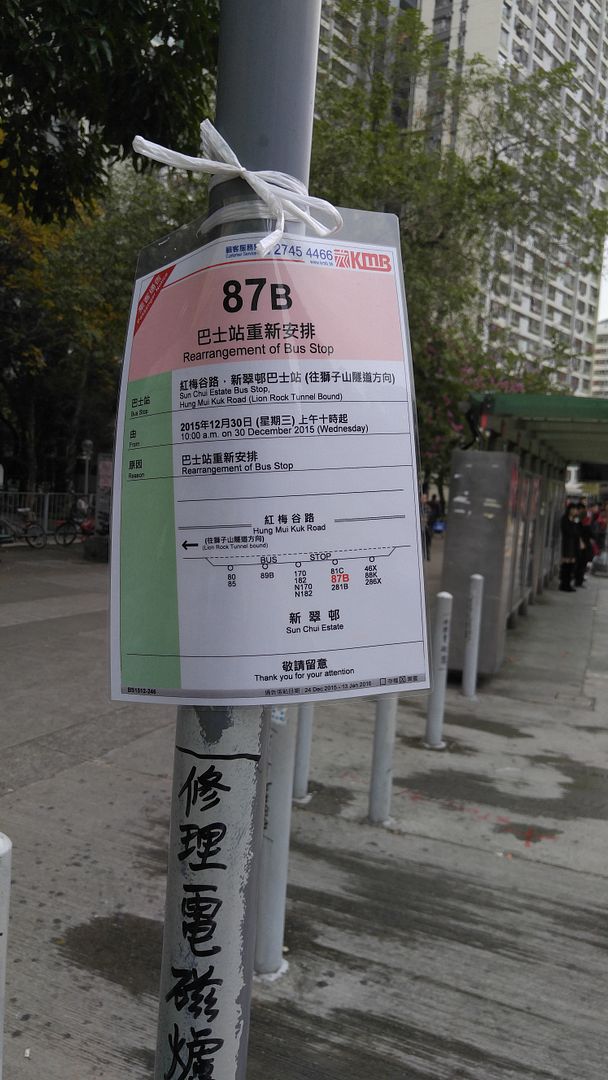 顧客服務熱線 2745 4466 KMB
Customer Service
www.kmb.hk
87B
巴士站重新安排
Rearrangement of Bus Stop
巴士站
Bus Stop
紅梅谷路，新翠邨巴士站 (往獅子山隧道方向)
Sun Chui Estate Bus Stop,
Hung Mui Kuk Road (Lion Rock Tunnel Bound)
由
From
2015年12月30日 (星期三) 上午十時起
10:00 a.m. on 30 December 2015 (Wednesday)
原因
Reason
巴士站重新安排
Rearrangement of Bus Stop
紅梅谷路
Hung Mui Kuk Road
(往獅子山隧道方向)
(Lion Rock Tunnel bound)
BUS STOP
80 89B 170 81C 46X
85 182 87B 88K
N170 281B 286X
N182
新翠邨
Sun Chui Estate
敬請留意
Thank you for your attention
BS1512-246
24 Dec 2015 - 13 Jan 2016
修理電磁爐